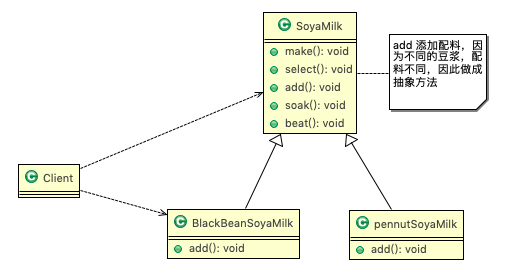 SoyaMilk
make(): void
select(): void
add(): void
soak(): void
beat(): void
add 添加配料，因
为不同的豆浆，配
料不同，因此做成
抽象方法
Client
BlackBeanSoyaMilk
add(): void
pennutSoyaMilk
add(): void